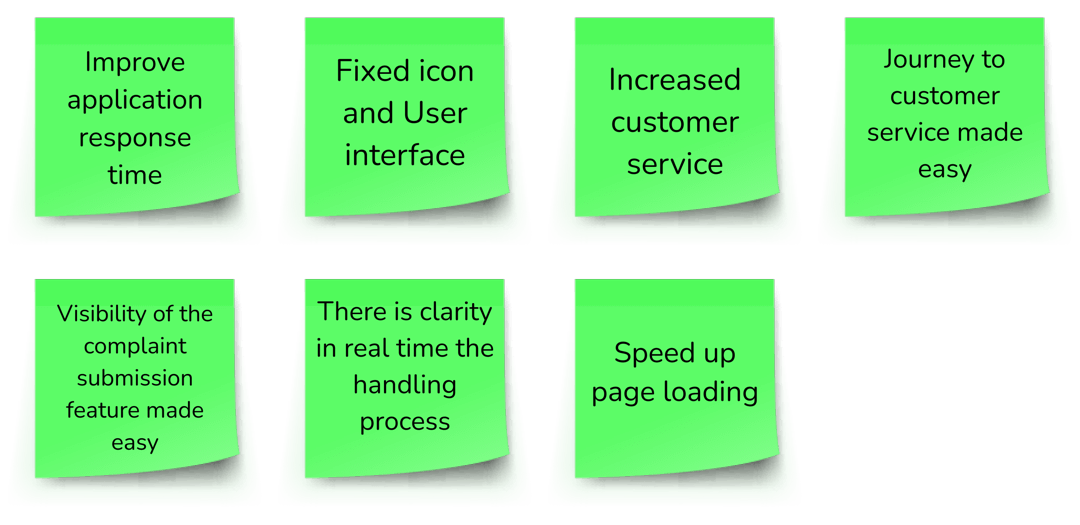 Improve
application
response
time
Fixed icon
and User
interface
Increased
customer
service
Journey to
customer
service made
easy
Visibility of the
complaint
submission
feature made
easy
There is clarity
in real time the
handling
process
Speed up
page loading